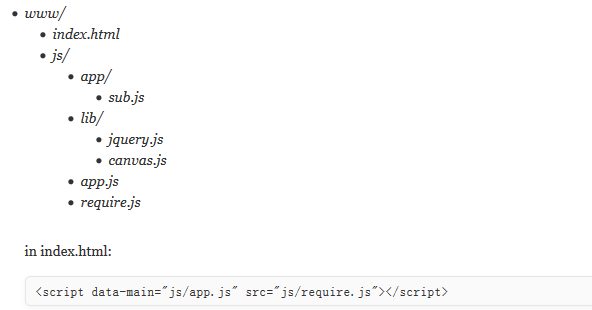 www/
index.html
js/
app/
sub.js
lib/
jquery.js
canvas.js
app.js
require.js
in index.html:
<script data-main="js/app.js" src="js/require.js"></script>